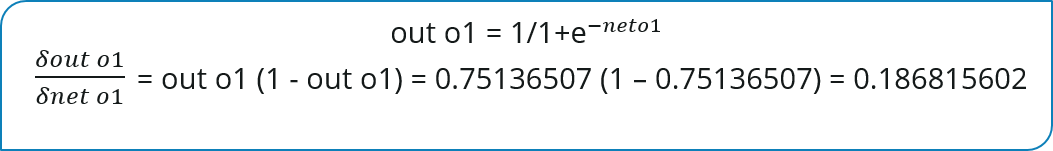 out o1 = 1/1+e^−neto1
δout o1 / δnet o1 = out o1 (1 - out o1) = 0.75136507 (1 – 0.75136507) = 0.186815602